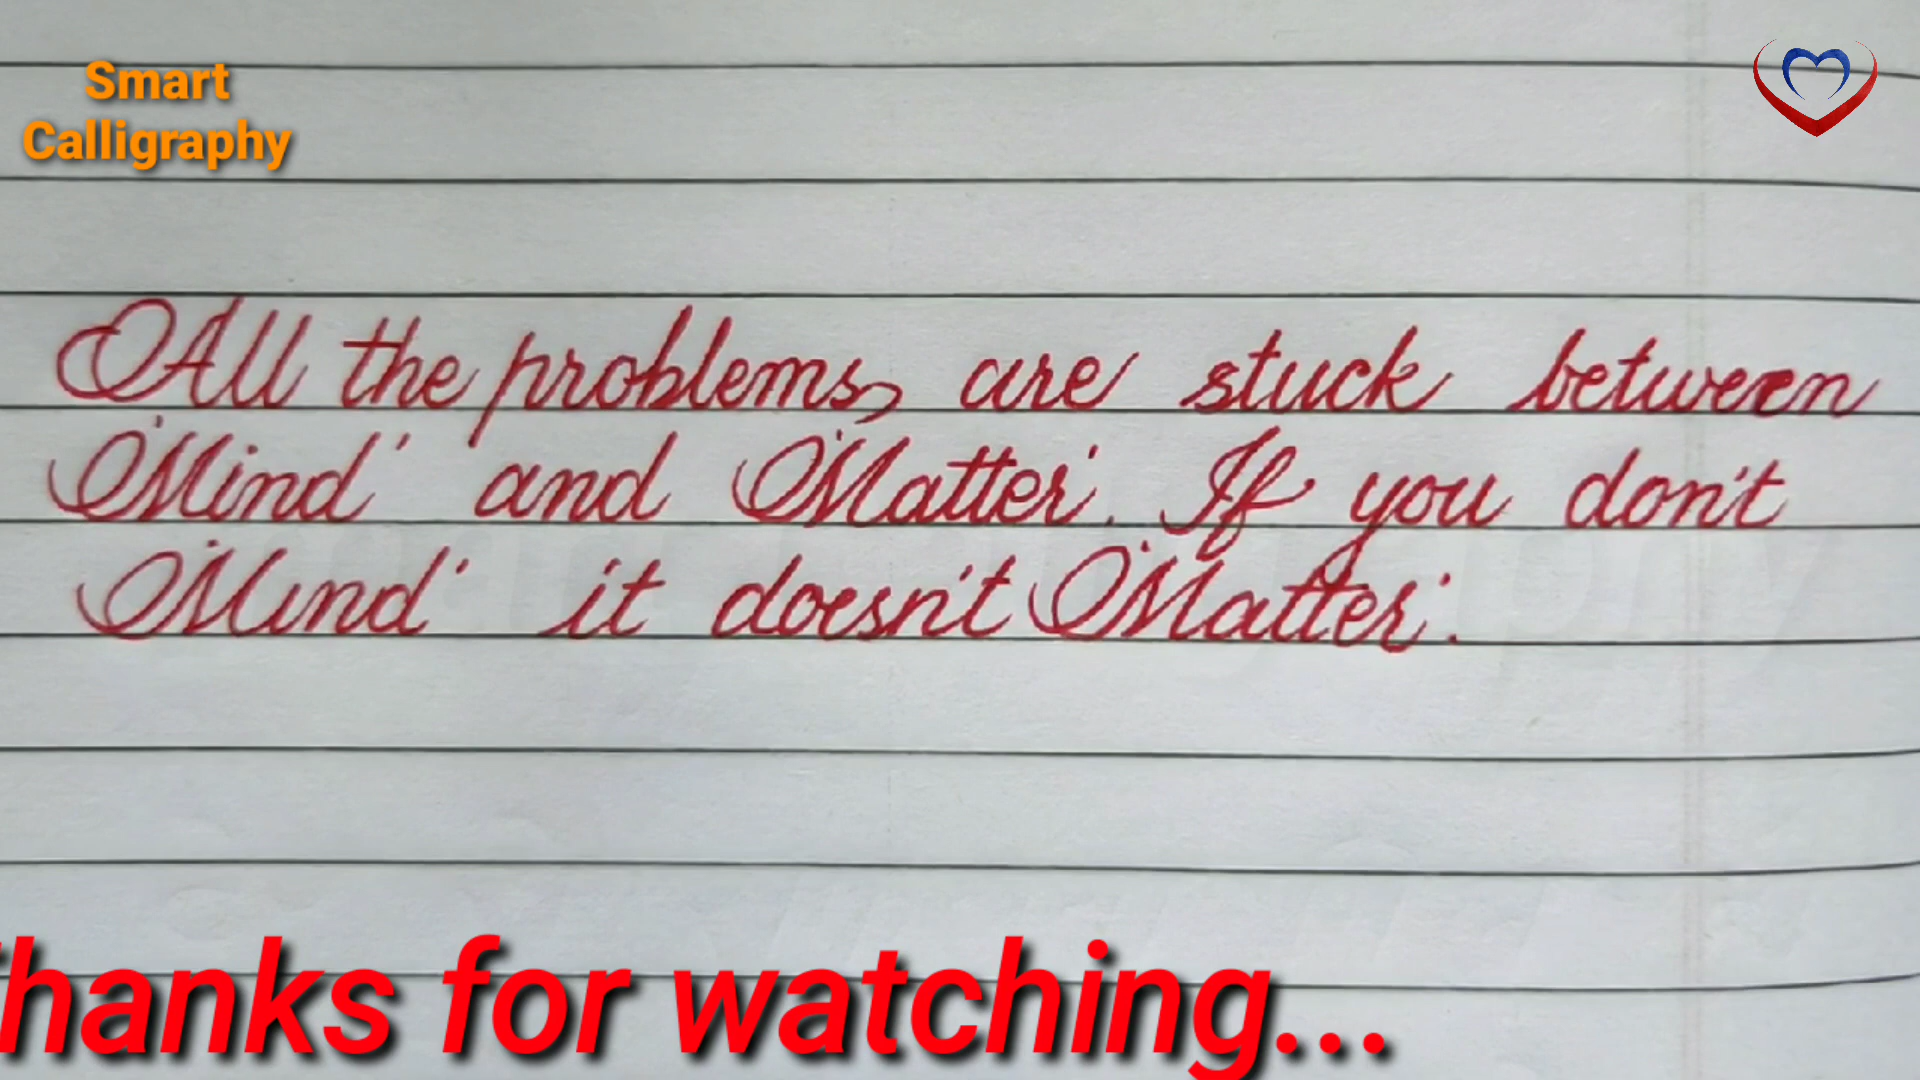 Smart
Calligraphy
All the problems, are stuck between
'Mind' and 'Matter'. If you don't
'Mind' it doesn't 'Matter'.
Thanks for watching...